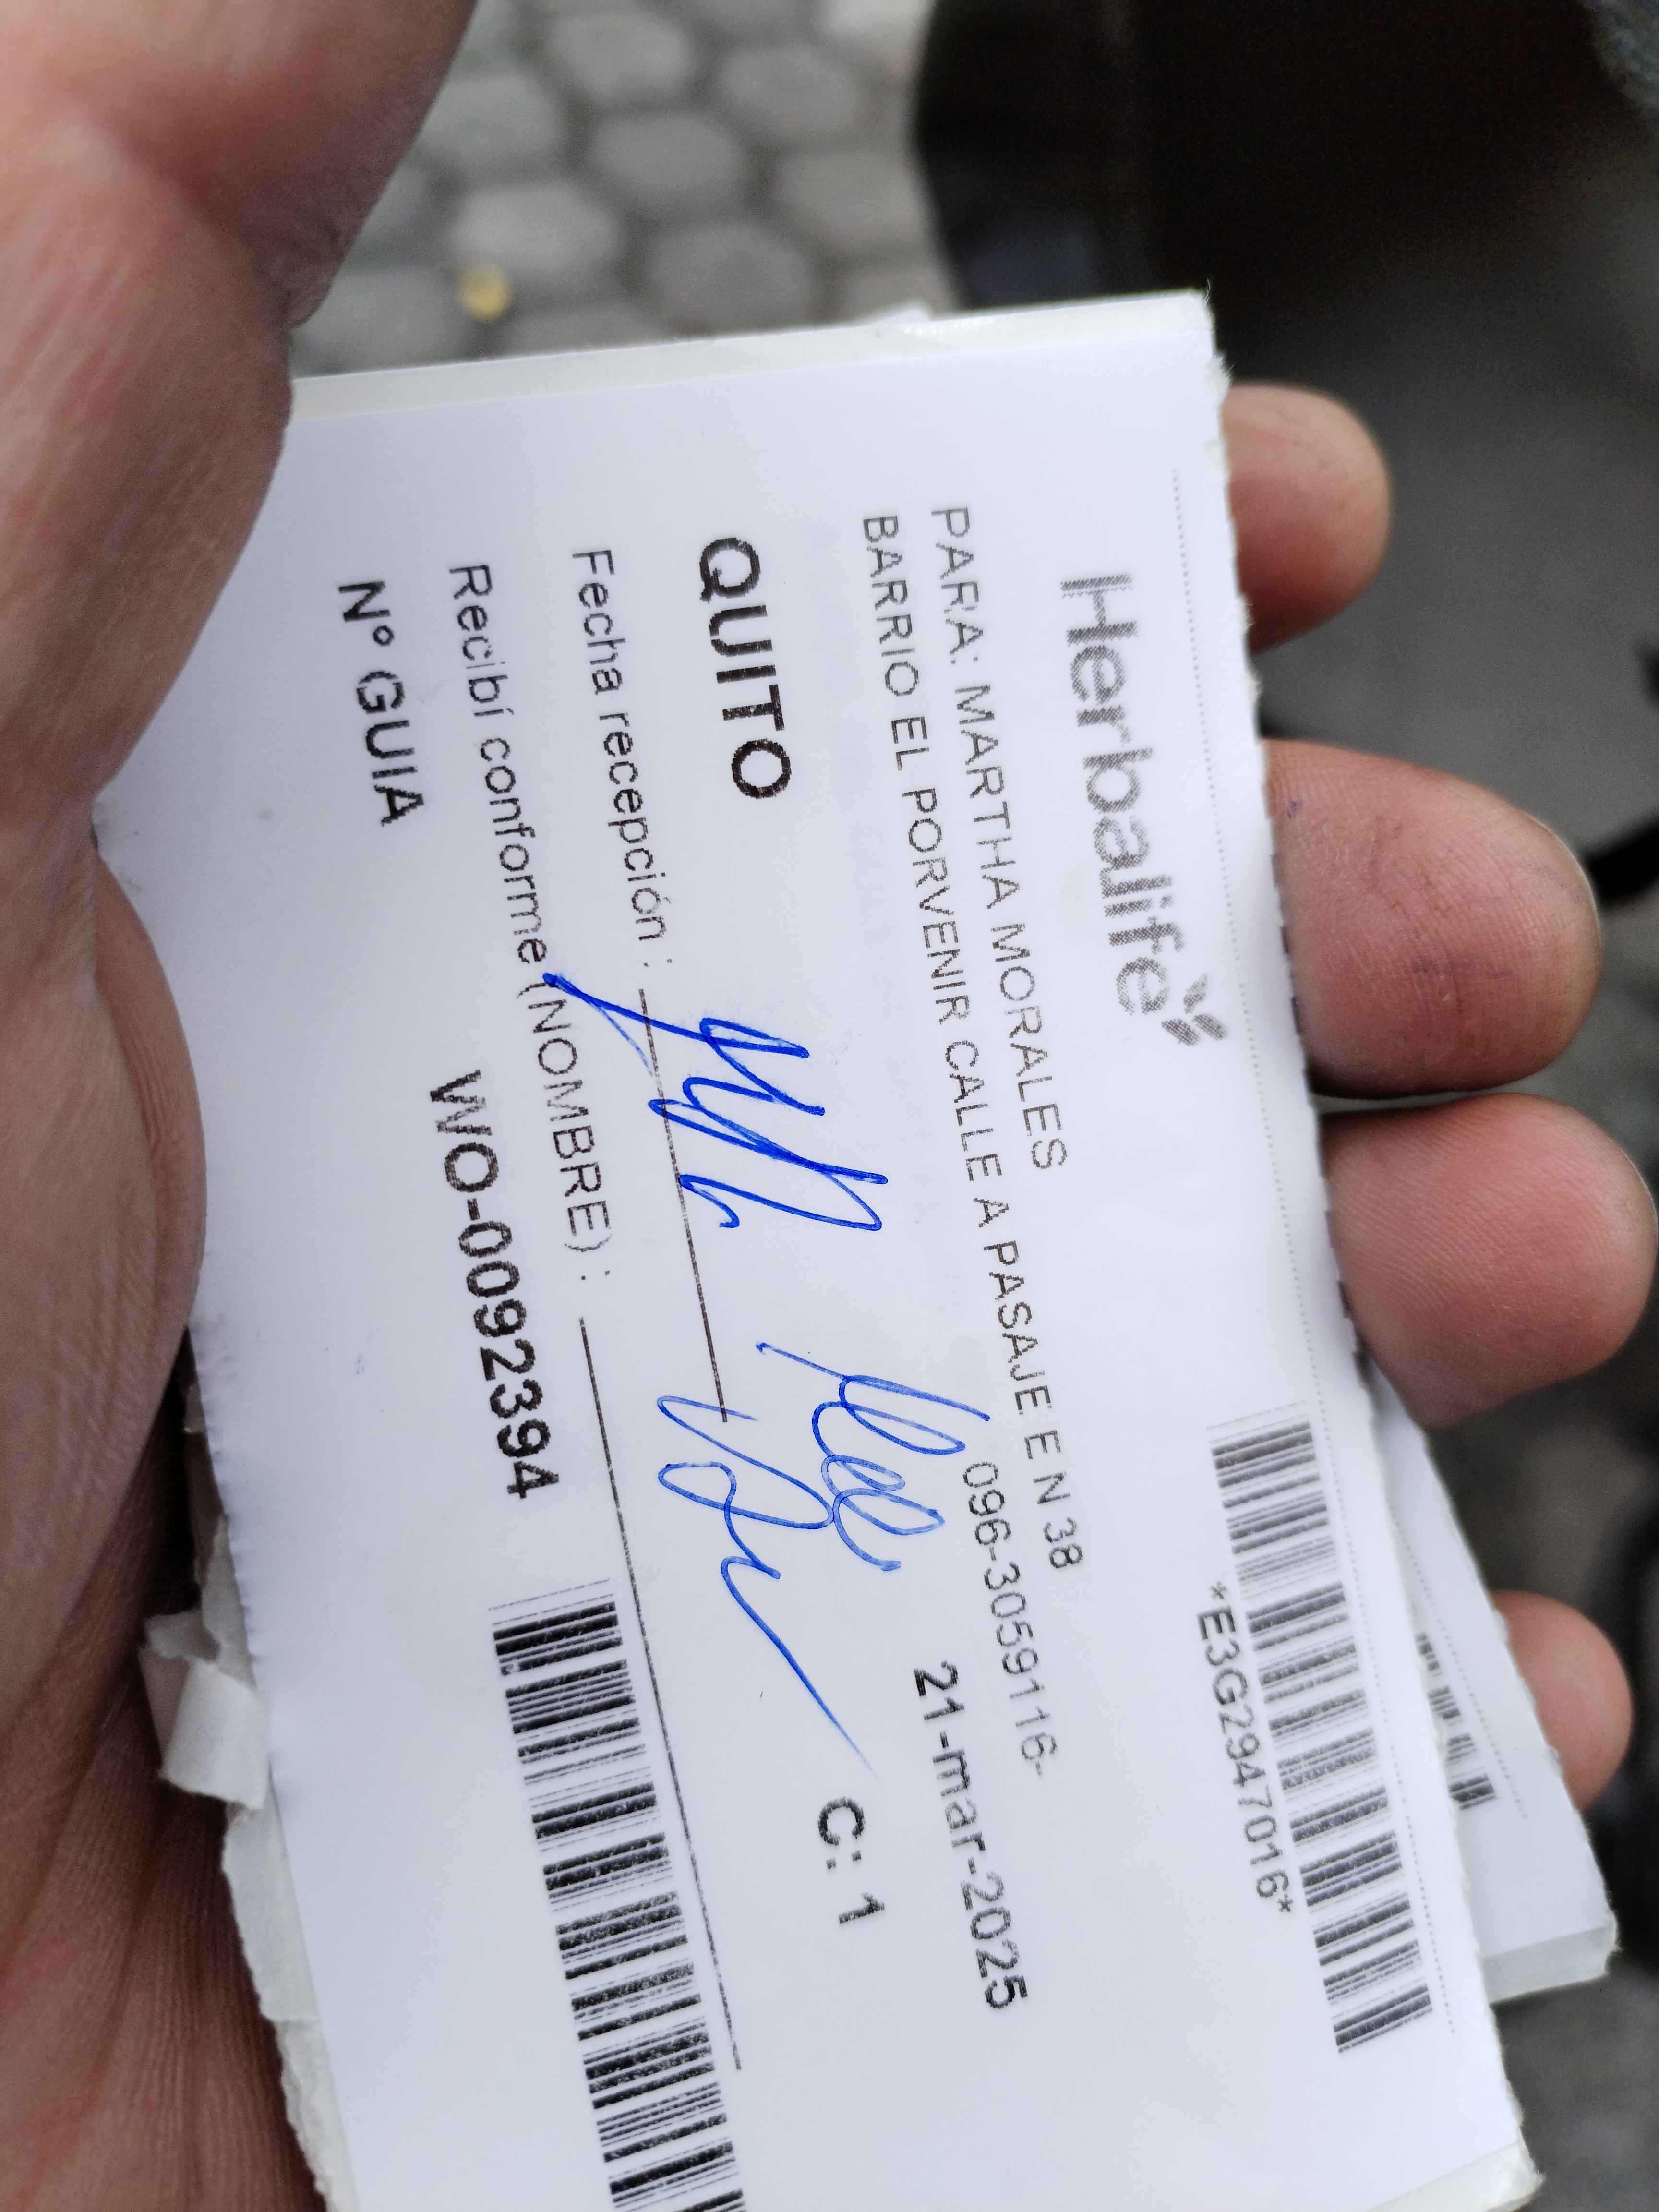 Herbalife
*E3G2947016*
PARA: MARTHA MORALES
BARRIO EL PORVENIR CALLE A PASAJE E N 38
096-3059116-
QUITO
21-mar-2025
Fecha recepción :
C: 1
Recibí conforme (NOMBRE) :
N° GUIA WO-0092394